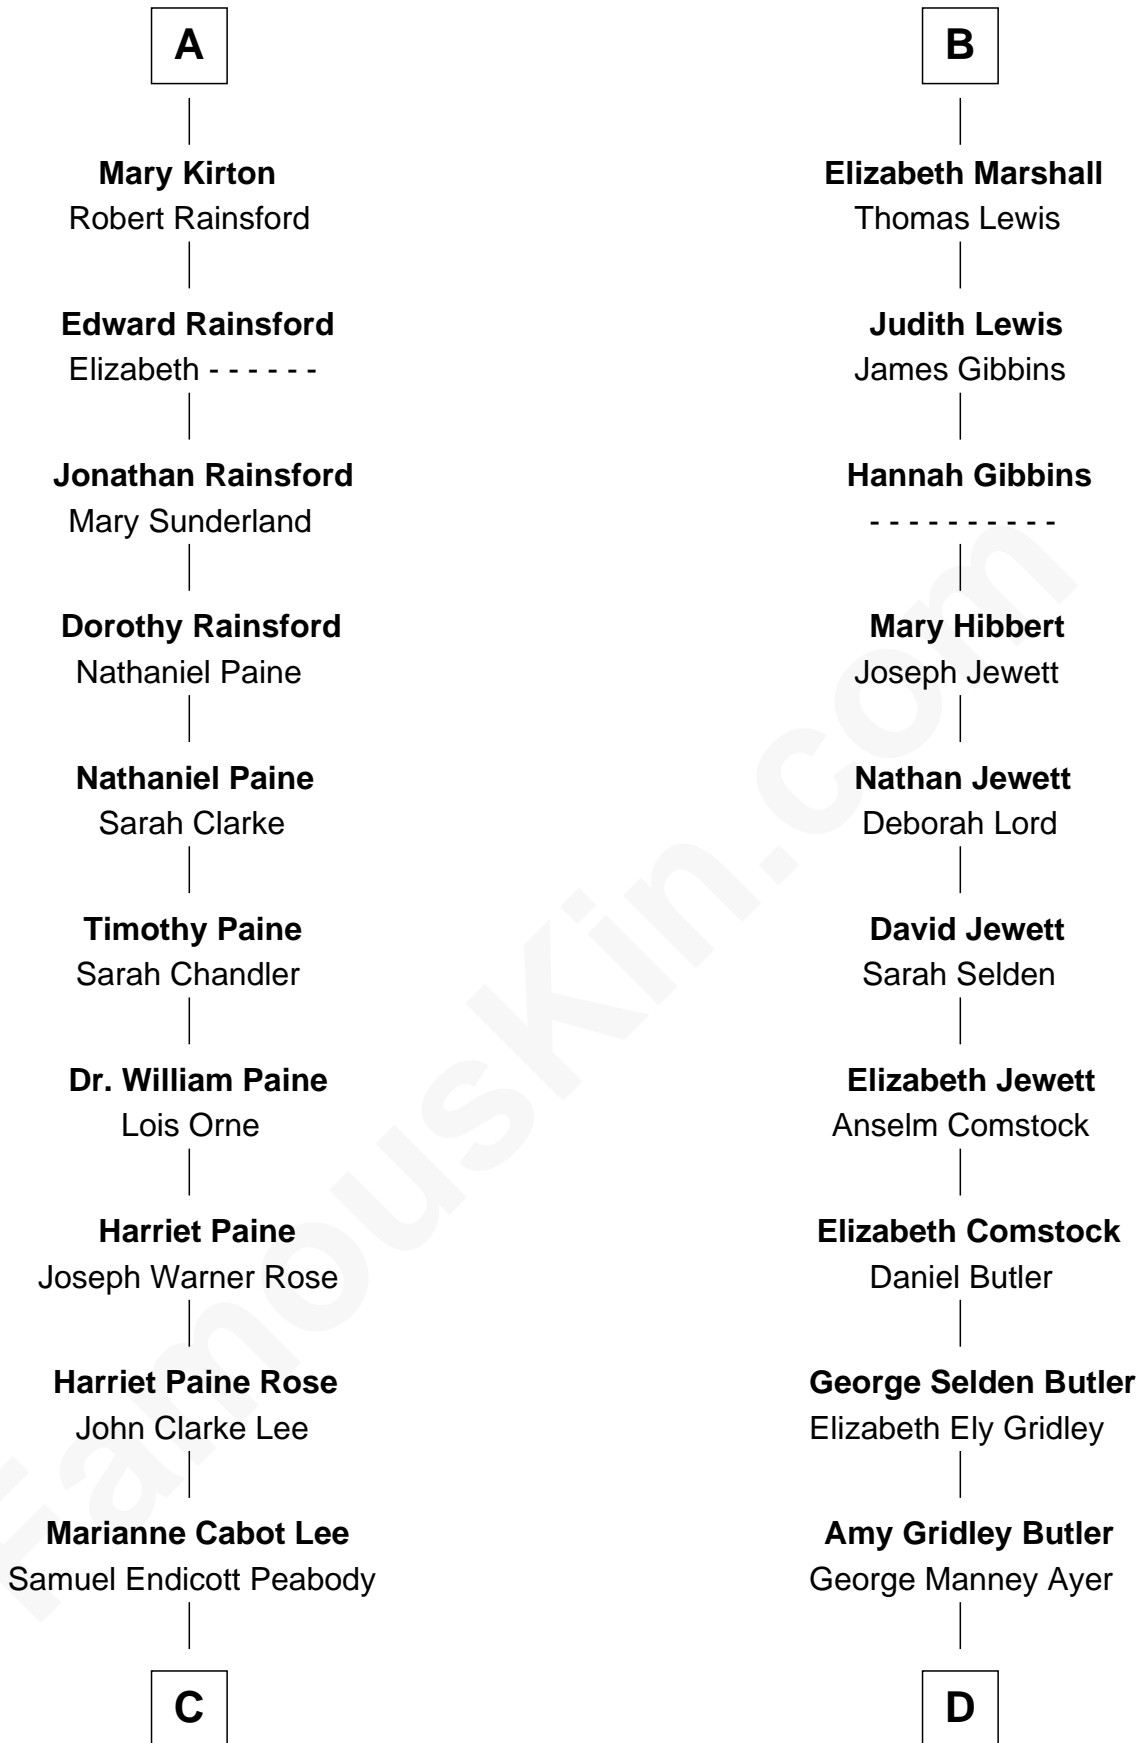 A
Mary Kirton
Robert Rainsford
Edward Rainsford
Elizabeth - - - - - -
Jonathan Rainsford
Mary Sunderland
Dorothy Rainsford
Nathaniel Paine
Nathaniel Paine
Sarah Clarke
Timothy Paine
Sarah Chandler
Dr. William Paine
Lois Orne
Harriet Paine
Joseph Warner Rose
Harriet Paine Rose
John Clarke Lee
Marianne Cabot Lee
Samuel Endicott Peabody
C
B
Elizabeth Marshall
Thomas Lewis
Judith Lewis
James Gibbins
Hannah Gibbins
- - - - - - - - - -
Mary Hibbert
Joseph Jewett
Nathan Jewett
Deborah Lord
David Jewett
Sarah Selden
Elizabeth Jewett
Anselm Comstock
Elizabeth Comstock
Daniel Butler
George Selden Butler
Elizabeth Ely Gridley
Amy Gridley Butler
George Manney Ayer
D
FamousKin.com